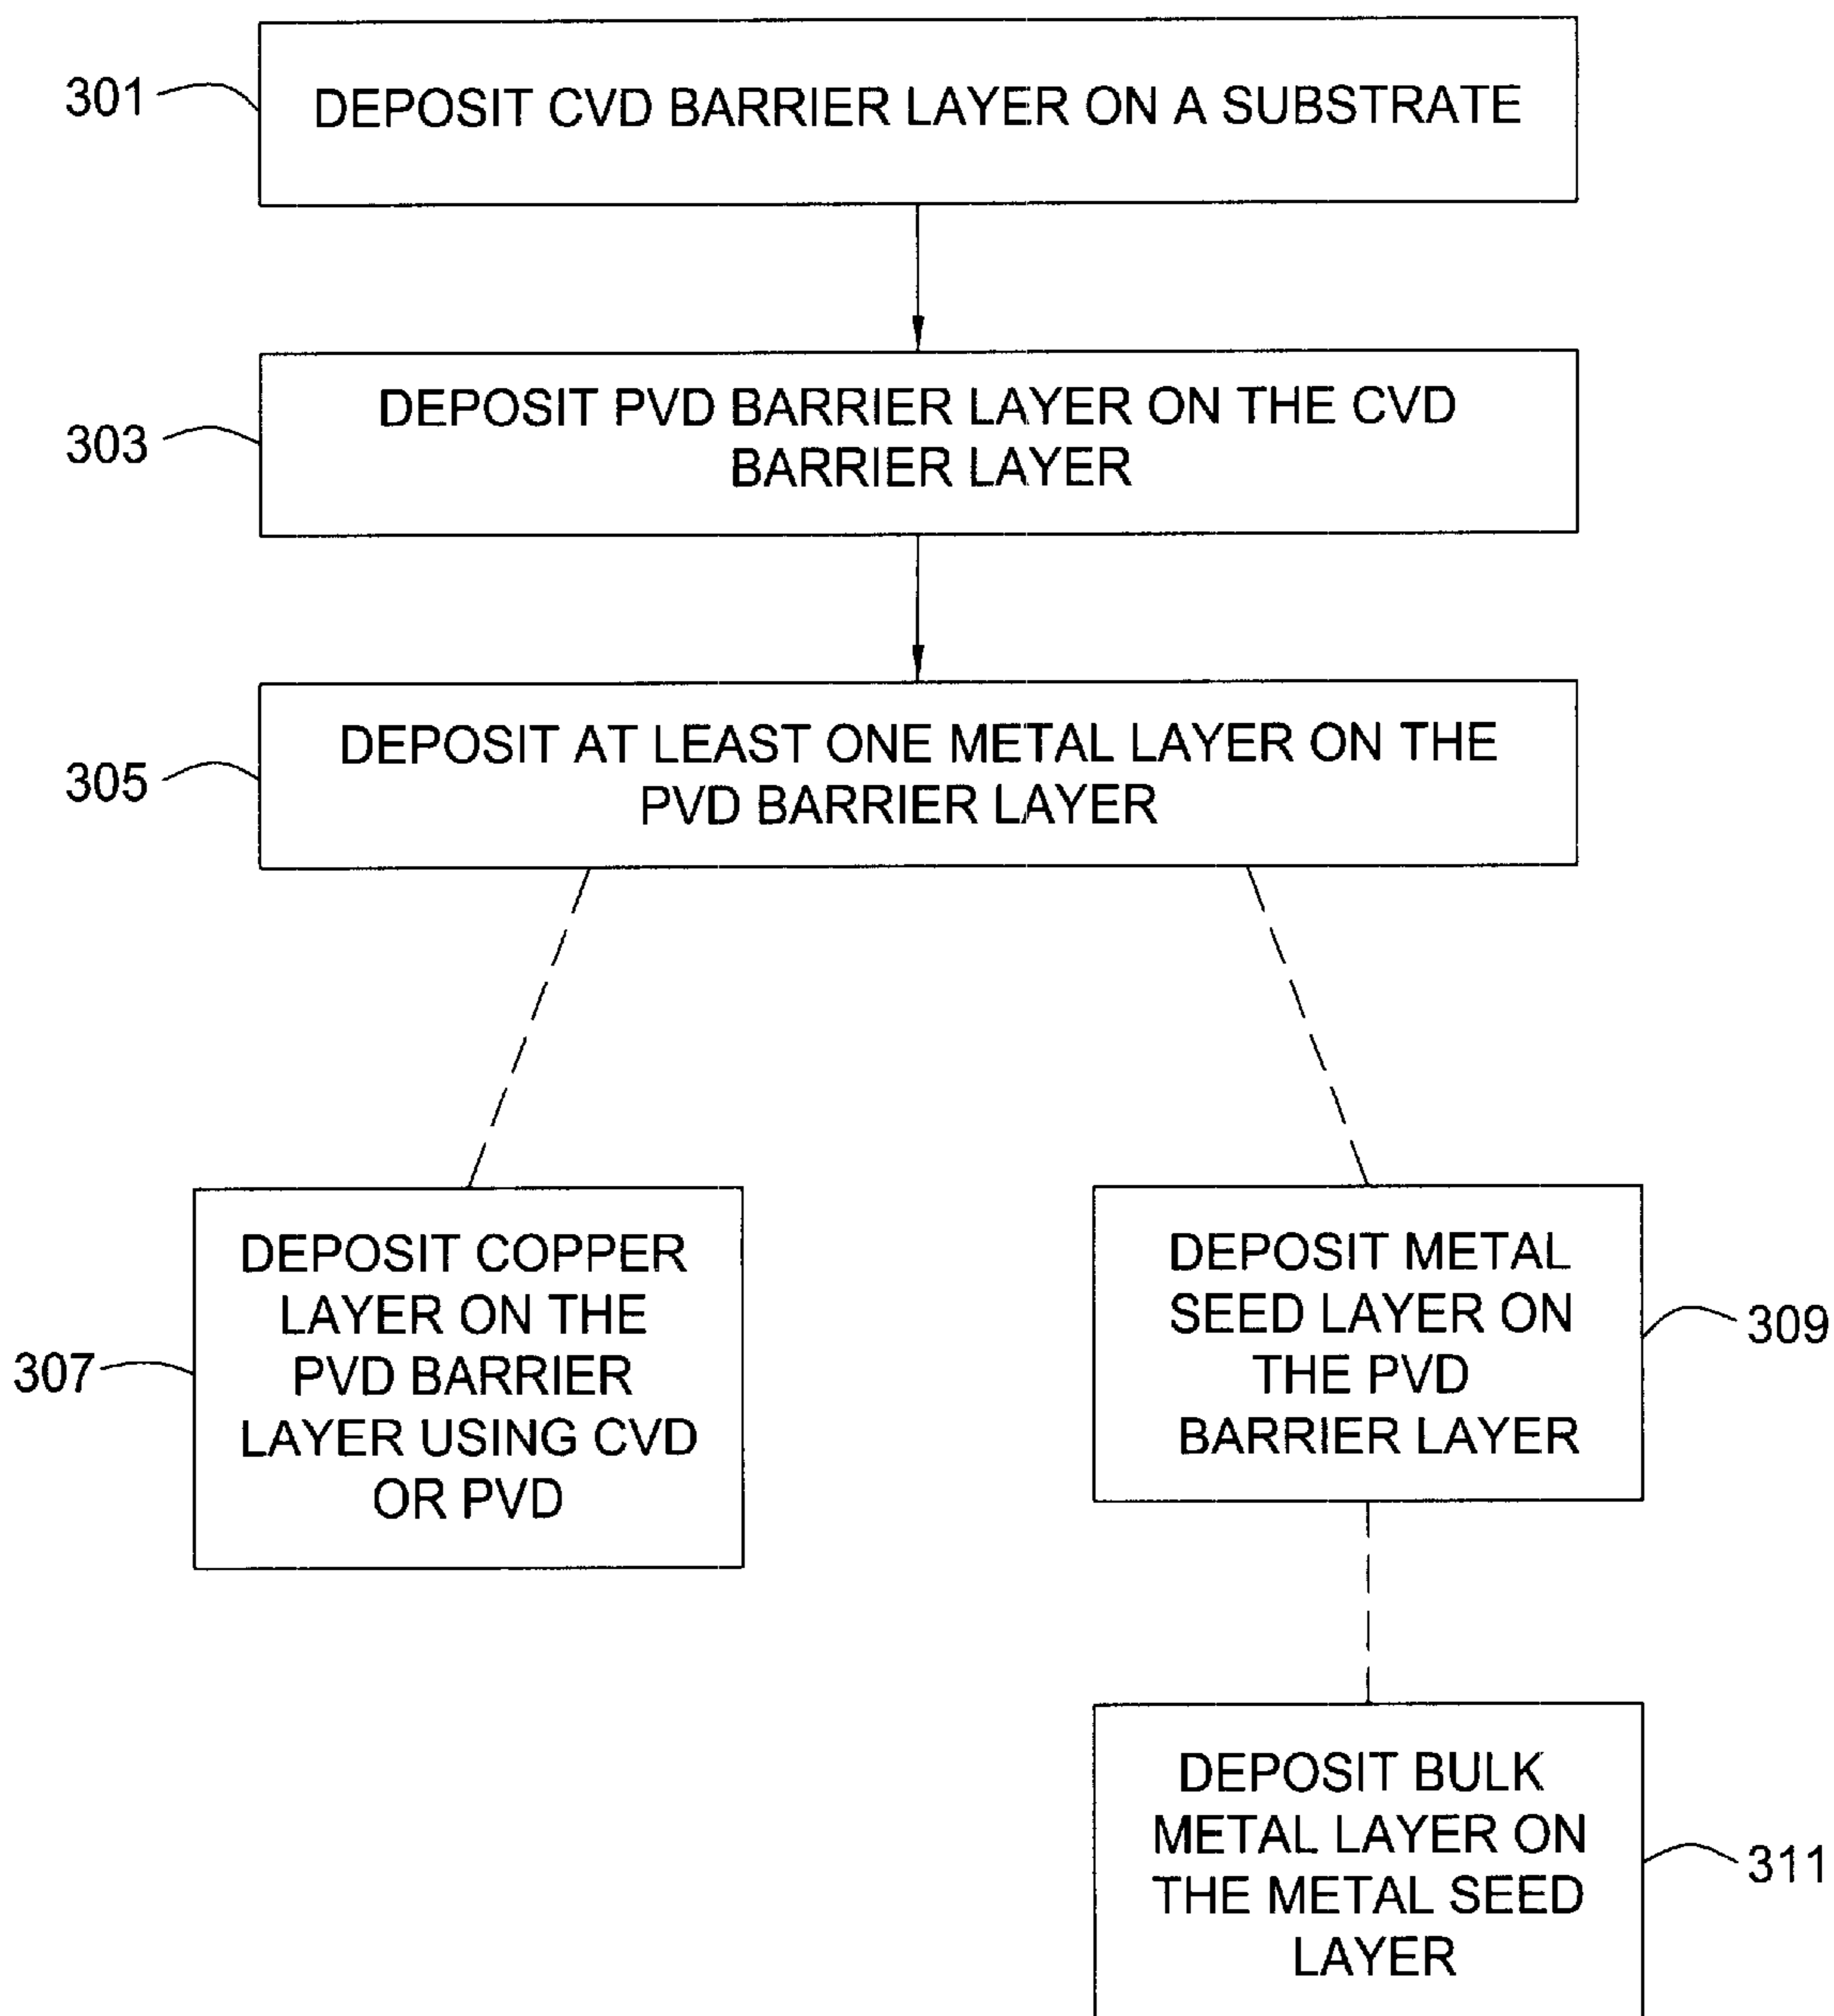 301
DEPOSIT CVD BARRIER LAYER ON A SUBSTRATE
303
DEPOSIT PVD BARRIER LAYER ON THE CVD
BARRIER LAYER
305
DEPOSIT AT LEAST ONE METAL LAYER ON THE
PVD BARRIER LAYER
307
DEPOSIT COPPER
LAYER ON THE
PVD BARRIER
LAYER USING CVD
OR PVD
DEPOSIT METAL
SEED LAYER ON
THE PVD
BARRIER LAYER
309
DEPOSIT BULK
METAL LAYER ON
THE METAL SEED
LAYER
311